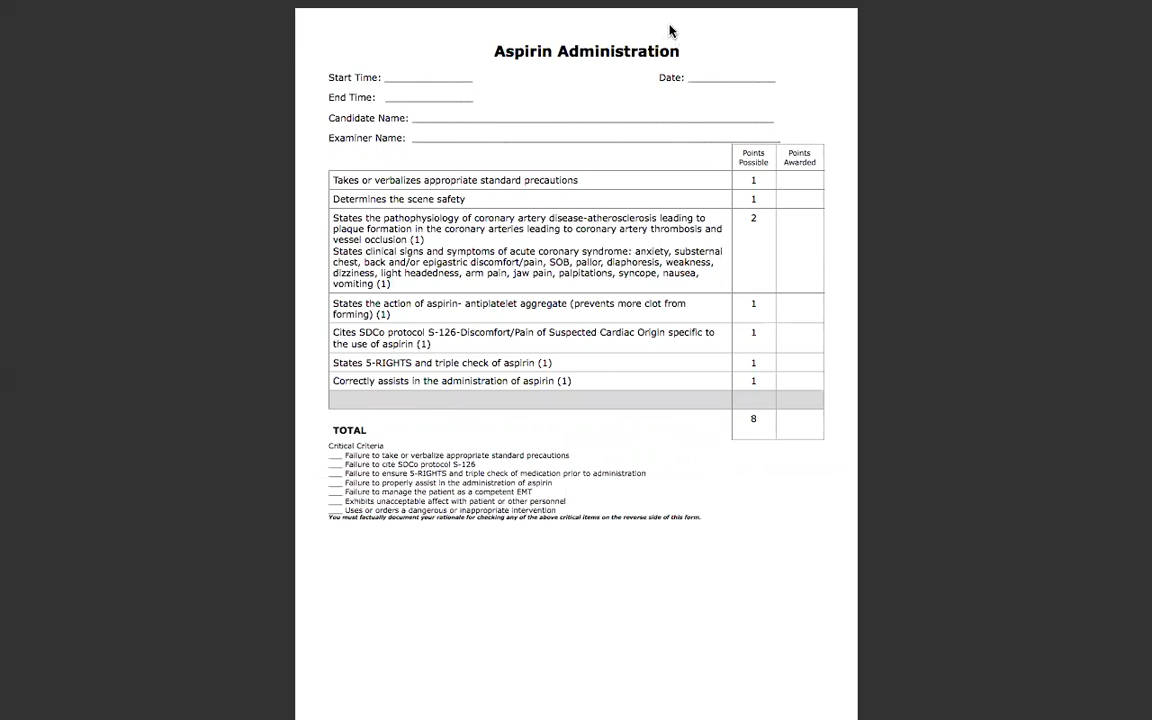 Aspirin Administration
Start Time: ________________ Date: ________________
End Time: ________________
Candidate Name: ________________________________________________________________
Examiner Name: ________________________________________________________________
Points Possible Points Awarded
Takes or verbalizes appropriate standard precautions 1
Determines the scene safety 1
States the pathophysiology of coronary artery disease-atherosclerosis leading to 2
plaque formation in the coronary arteries leading to coronary artery thrombosis and
vessel occlusion (1)
States clinical signs and symptoms of acute coronary syndrome: anxiety, substernal
chest, back and/or epigastric discomfort/pain, SOB, pallor, diaphoresis, weakness,
dizziness, light headedness, arm pain, jaw pain, palpitations, syncope, nausea,
vomiting (1)
States the action of aspirin- antiplatelet aggregate (prevents more clot from 1
forming) (1)
Cites SDCo protocol S-126-Discomfort/Pain of Suspected Cardiac Origin specific to 1
the use of aspirin (1)
States 5-RIGHTS and triple check of aspirin (1) 1
Correctly assists in the administration of aspirin (1) 1
8
TOTAL
Critical Criteria
___ Failure to take or verbalize appropriate standard precautions
___ Failure to cite SDCo protocol S-126
___ Failure to ensure 5-RIGHTS and triple check of medication prior to administration
___ Failure to properly assist in the administration of aspirin
___ Failure to manage the patient as a competent EMT
___ Exhibits unacceptable affect with patient or other personnel
___ Uses or orders a dangerous or inappropriate intervention
You must factually document your rationale for checking any of the above critical items on the reverse side of this form.